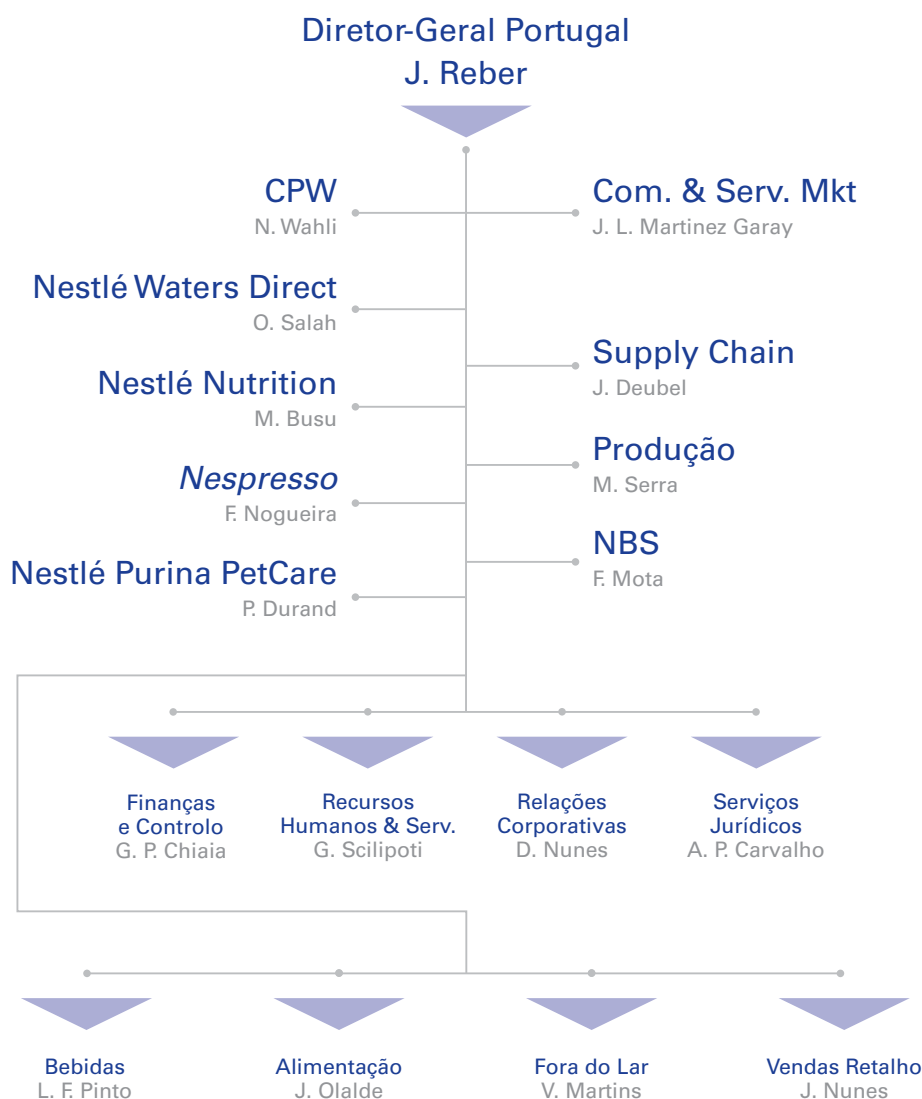 Diretor-Geral Portugal
J. Reber
CPW
N. Wahli
Com. & Serv. Mkt
J. L. Martinez Garay
Nestlé Waters Direct
O. Salah
Supply Chain
J. Deubel
Nestlé Nutrition
M. Busu
Produção
M. Serra
Nespresso
F. Nogueira
NBS
F. Mota
Nestlé Purina PetCare
P. Durand
Finanças
e Controlo
G. P. Chiaia
Recursos
Humanos & Serv.
G. Scilipoti
Relações
Corporativas
D. Nunes
Serviços
Jurídicos
A. P. Carvalho
Bebidas
L. F. Pinto
Alimentação
J. Olalde
Fora do Lar
V. Martins
Vendas Retalho
J. Nunes